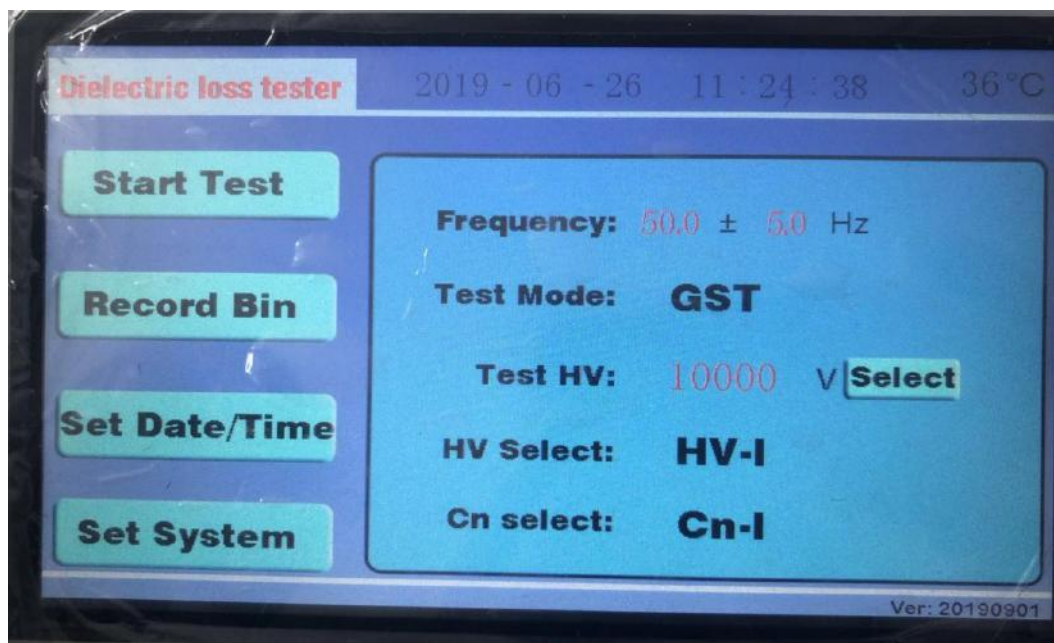 Dielectric loss tester 2019 - 06 - 26 11 : 24 : 38 36°C
Start Test
Record Bin
Set Date/Time
Set System
Frequency: 50.0 ± 5.0 Hz
Test Mode: GST
Test HV: 10000 V Select
HV Select: HV-I
Cn select: Cn-I
Ver: 20190901